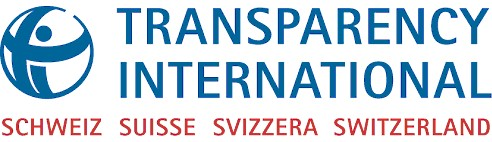 TRANSPARENCY
INTERNATIONAL
SCHWEIZ SUISSE SVIZZERA SWITZERLAND